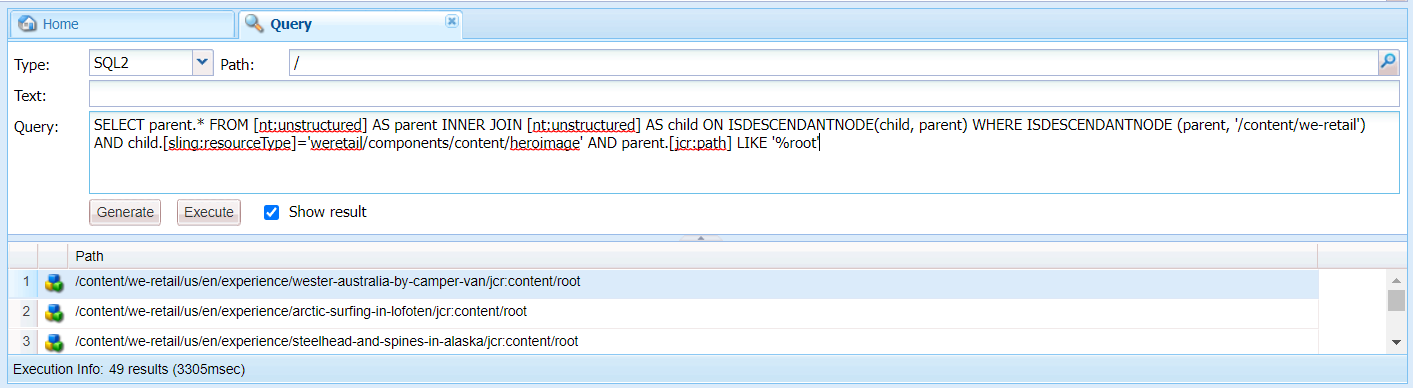 Home
Query
Type: SQL2 Path: /
Text:
Query: SELECT parent.* FROM [nt:unstructured] AS parent INNER JOIN [nt:unstructured] AS child ON ISDESCENDANTNODE(child, parent) WHERE ISDESCENDANTNODE (parent, '/content/we-retail')
AND child.[sling:resourceType]='weretail/components/content/heroimage' AND parent.[jcr:path] LIKE '%root'
Generate Execute Show result
Path
1 /content/we-retail/us/en/experience/wester-australia-by-camper-van/jcr:content/root
2 /content/we-retail/us/en/experience/arctic-surfing-in-lofoten/jcr:content/root
3 /content/we-retail/us/en/experience/steelhead-and-spines-in-alaska/jcr:content/root
Execution Info: 49 results (3305msec)